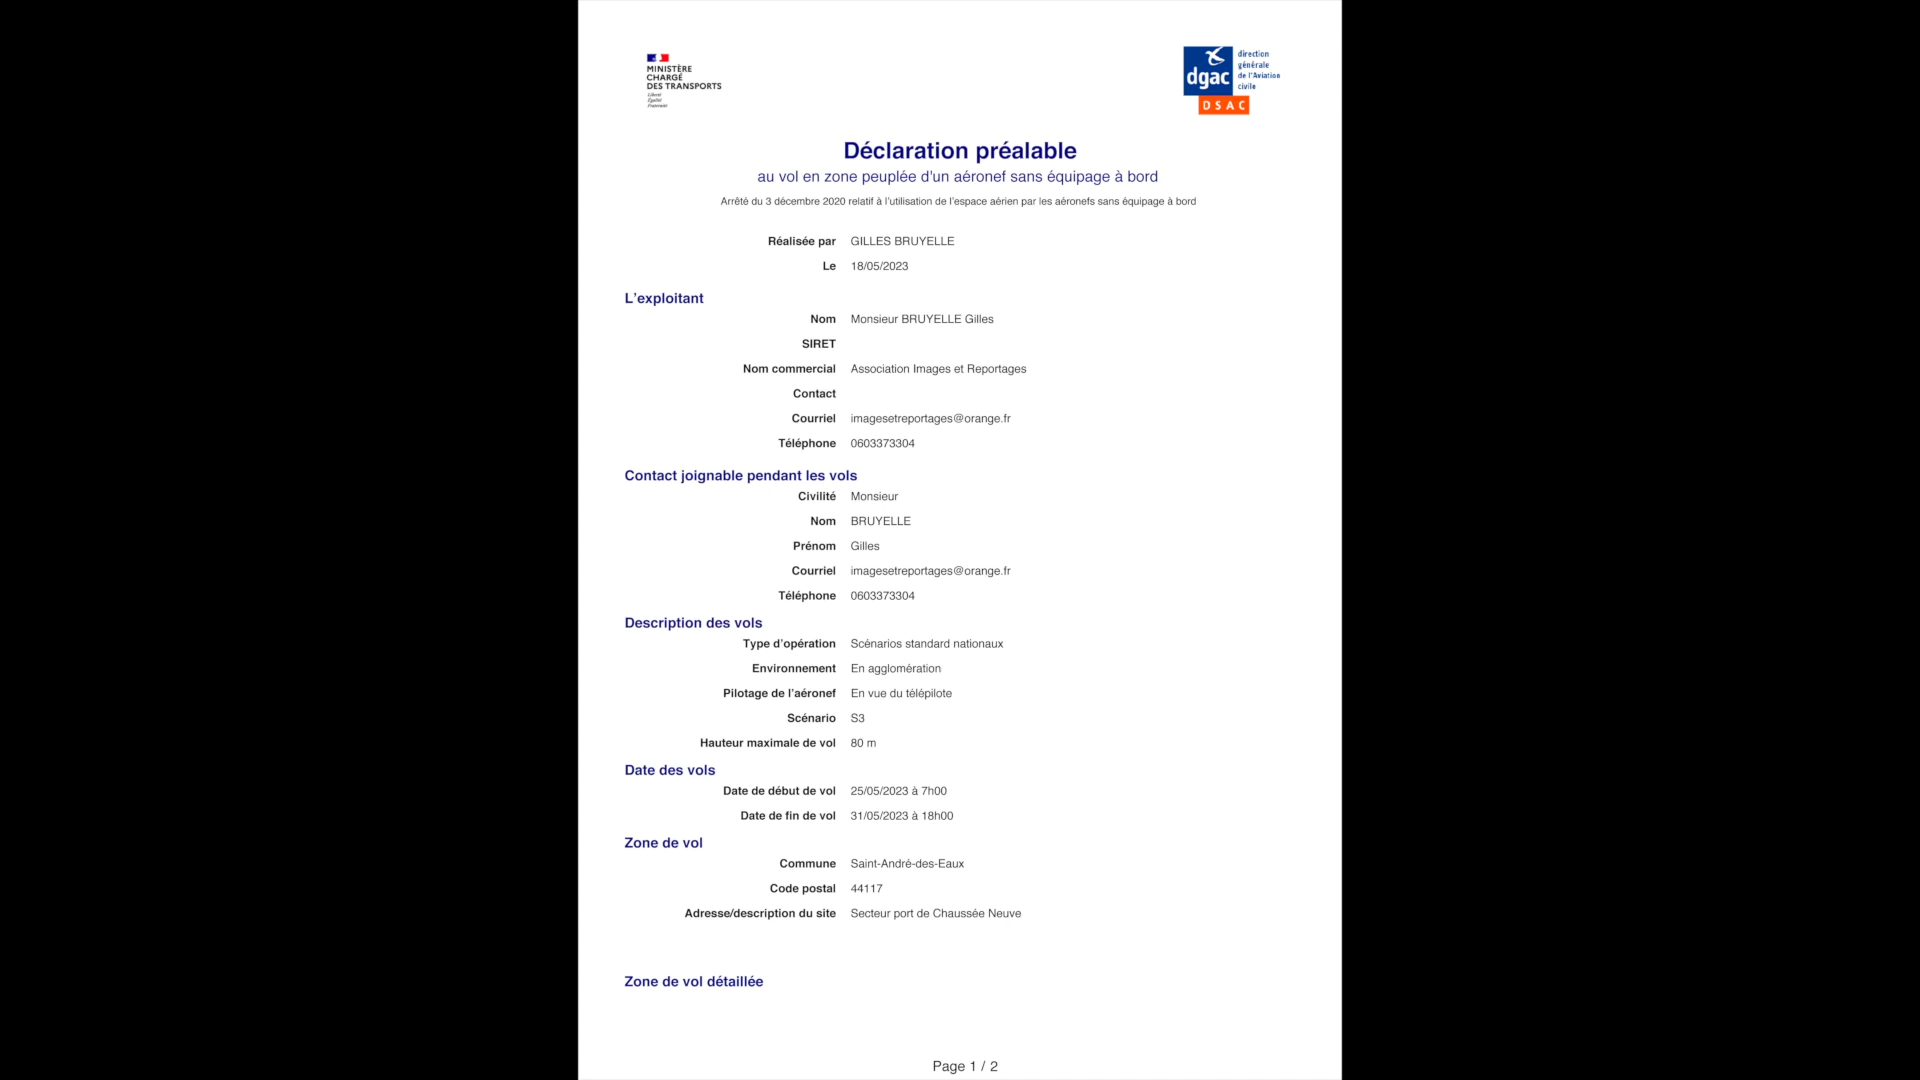 MINISTÈRE
CHARGÉ
DES TRANSPORTS
Liberté
Égalité
Fraternité
dgac
direction
générale
de l'Aviation
civile
DSAC
Déclaration préalable
au vol en zone peuplée d'un aéronef sans équipage à bord
Arrêté du 3 décembre 2020 relatif à l'utilisation de l'espace aérien par les aéronefs sans équipage à bord
Réalisée par GILLES BRUYELLE
Le 18/05/2023
L'exploitant
Nom Monsieur BRUYELLE Gilles
SIRET
Nom commercial Association Images et Reportages
Contact
Courriel imagesetreportages@orange.fr
Téléphone 0603373304
Contact joignable pendant les vols
Civilité Monsieur
Nom BRUYELLE
Prénom Gilles
Courriel imagesetreportages@orange.fr
Téléphone 0603373304
Description des vols
Type d'opération Scénarios standard nationaux
Environnement En agglomération
Pilotage de l'aéronef En vue du télépilote
Scénario S3
Hauteur maximale de vol 80 m
Date des vols
Date de début de vol 25/05/2023 à 7h00
Date de fin de vol 31/05/2023 à 18h00
Zone de vol
Commune Saint-André-des-Eaux
Code postal 44117
Adresse/description du site Secteur port de Chaussée Neuve
Zone de vol détaillée
Page 1 / 2